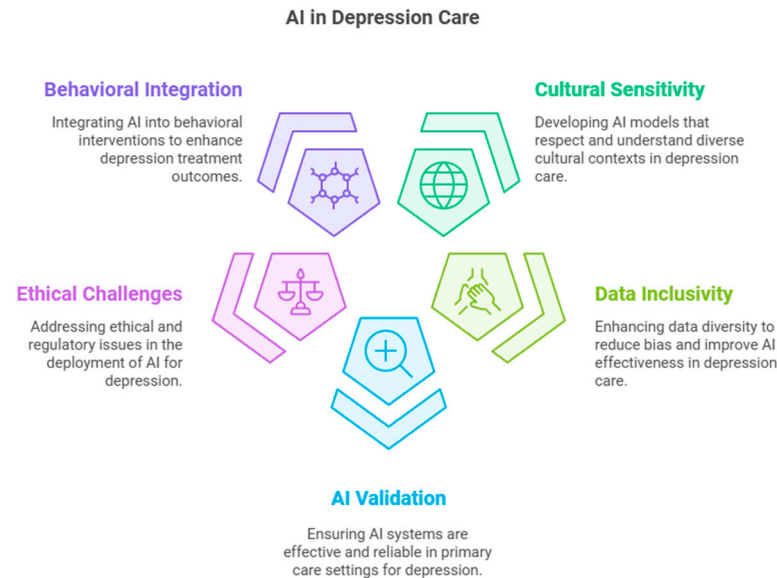 AI in Depression Care
Behavioral Integration
Integrating AI into behavioral
interventions to enhance
depression treatment
outcomes.
Cultural Sensitivity
Developing AI models that
respect and understand diverse
cultural contexts in depression
care.
Ethical Challenges
Addressing ethical and
regulatory issues in the
deployment of AI for
depression.
Data Inclusivity
Enhancing data diversity to
reduce bias and improve AI
effectiveness in depression
care.
AI Validation
Ensuring AI systems are
effective and reliable in primary
care settings for depression.